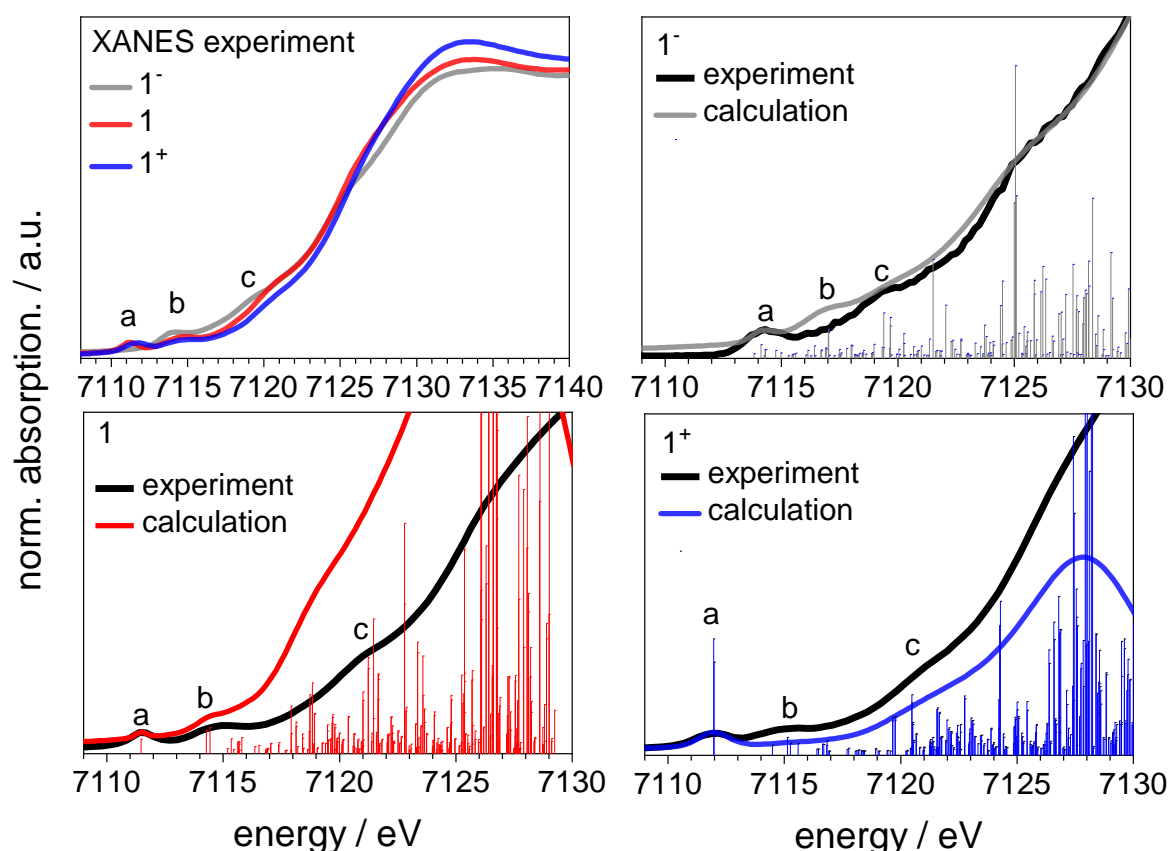 XANES experiment
1-
1
1+
a
b
c
7110 7115 7120 7125 7130 7135 7140
1-
experiment
calculation
a
b
c
7110 7115 7120 7125 7130
norm. absorption. / a.u.
1
experiment
calculation
a
b
c
7110 7115 7120 7125 7130
energy / eV
1+
experiment
calculation
a
b
c
7110 7115 7120 7125 7130
energy / eV